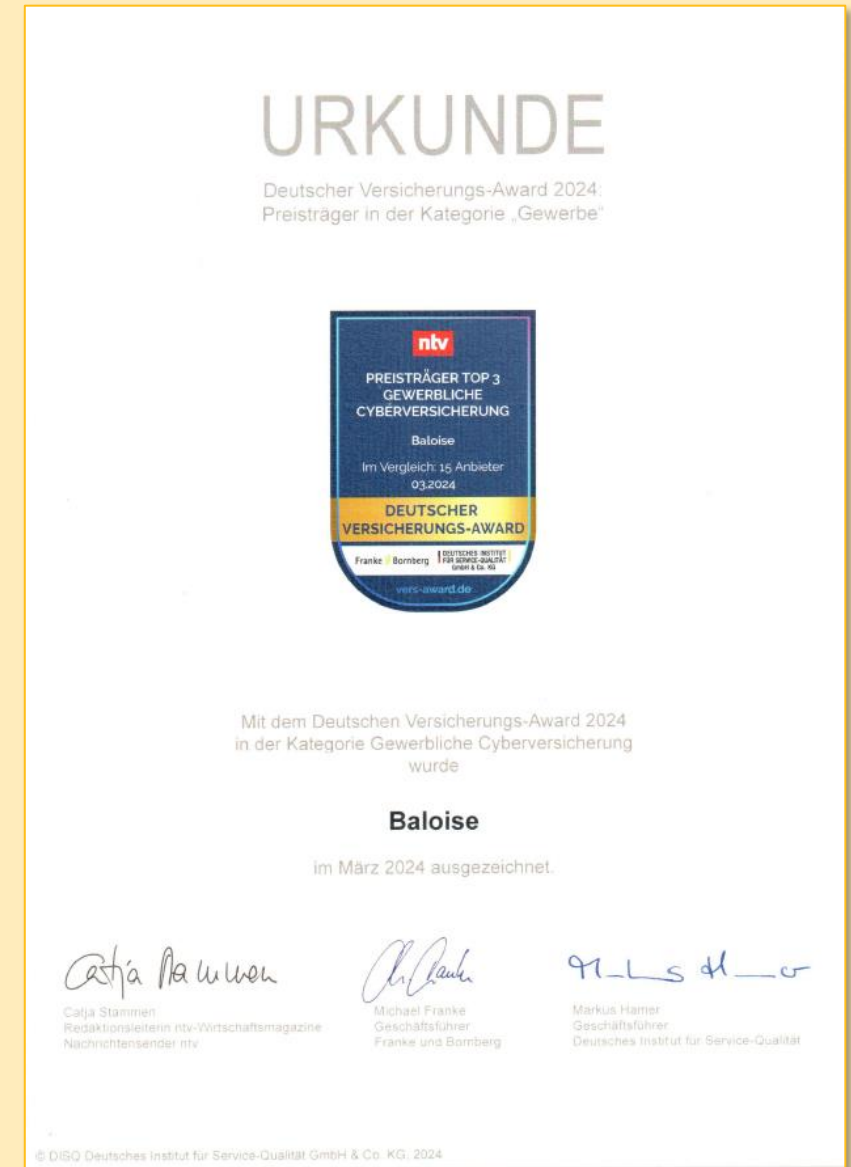 URKUNDE
Deutscher Versicherungs-Award 2024:
Preisträger in der Kategorie „Gewerbe“
ntv
PREISTRÄGER TOP 3
GEWERBLICHE
CYBERVERSICHERUNG
Baloise
Im Vergleich: 15 Anbieter
03.2024
DEUTSCHER
VERSICHERUNGS-AWARD
Franke Bornberg
DEUTSCHES INSTITUT
FÜR SERVICE-QUALITÄT
GmbH & Co. KG
vers-award.de
Mit dem Deutschen Versicherungs-Award 2024
in der Kategorie Gewerbliche Cyberversicherung
wurde
Baloise
im März 2024 ausgezeichnet.
Catja Stammen
Catja Stammen
Redaktionsleiterin ntv-Wirtschaftsmagazine
Nachrichtensender ntv
Michael Franke
Geschäftsführer
Franke und Bornberg
Markus Hamer
Geschäftsführer
Deutsches Institut für Service-Qualität
© DISQ Deutsches Institut für Service-Qualität GmbH & Co. KG, 2024